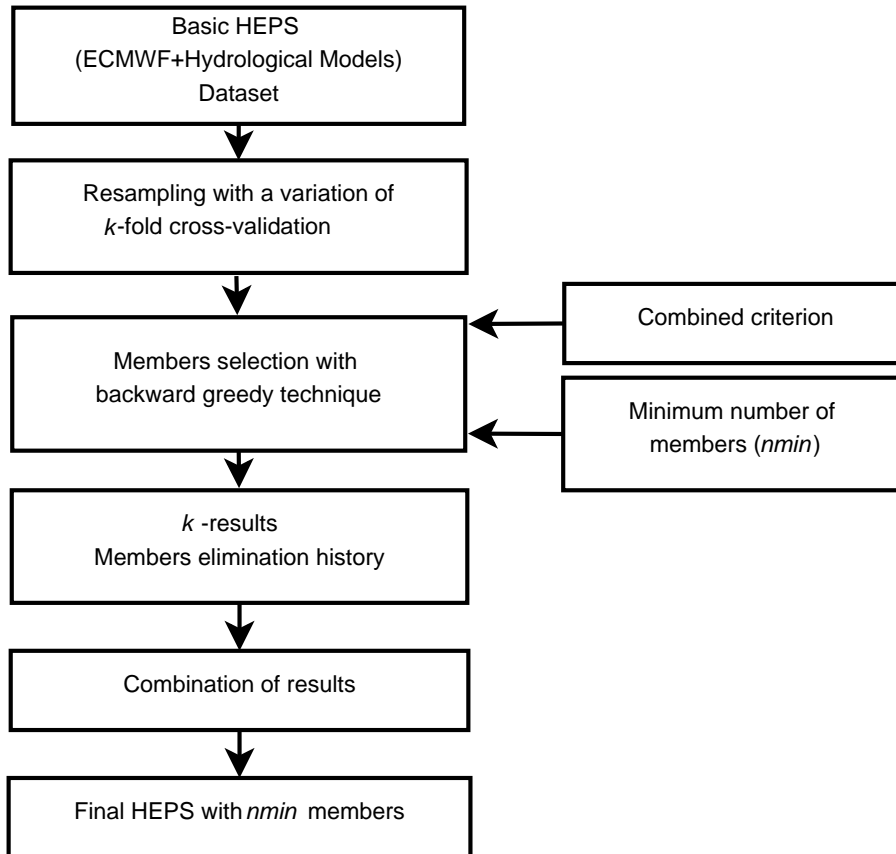 Basic HEPS
(ECMWF+Hydrological Models)
Dataset
Resampling with a variation of
k-fold cross-validation
Members selection with
backward greedy technique
Combined criterion
Minimum number of
members (nmin)
k -results
Members elimination history
Combination of results
Final HEPS with nmin members